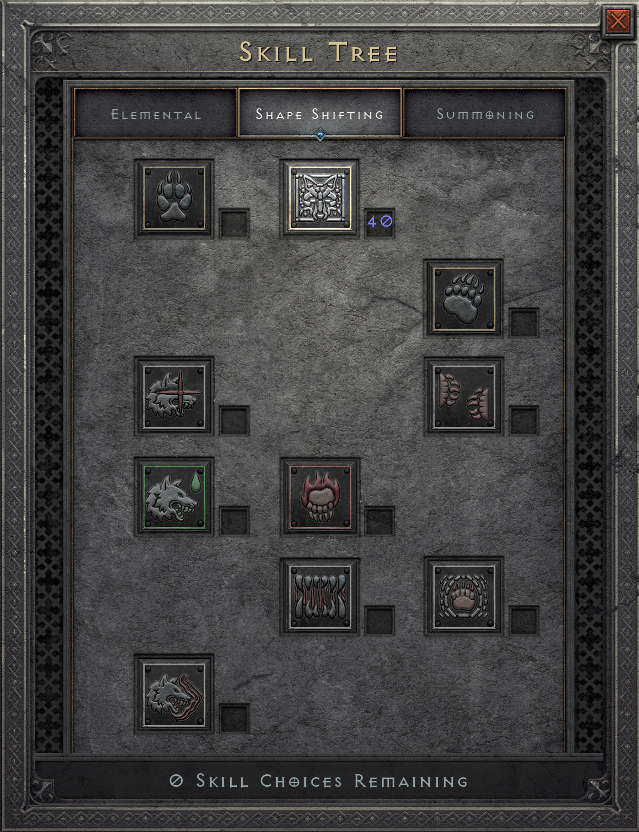 Skill Tree
Elemental
Shape Shifting
Summoning
40
0 Skill Choices Remaining